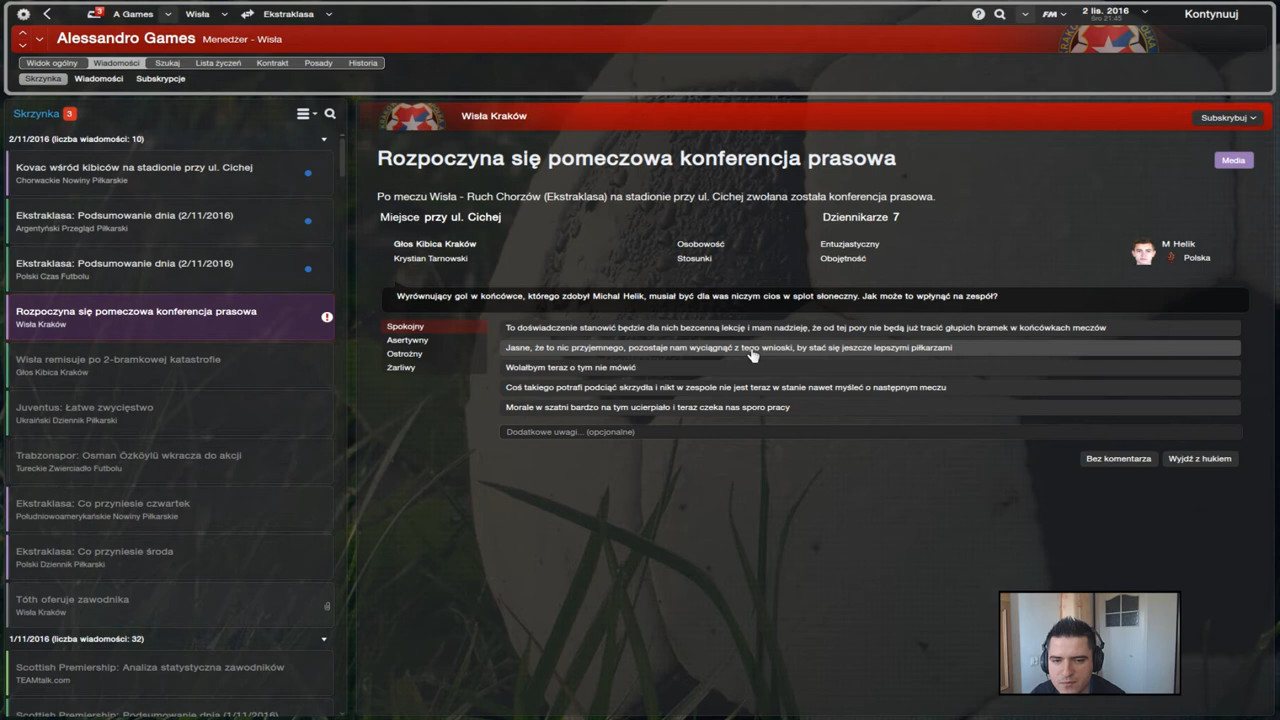 3
A Games
Wisła
Ekstraklasa
FM
2 lis. 2016
Śro 21:45
Kontynuuj
Alessandro Games Menedżer - Wisła
Widok ogólny Wiadomości Szukaj Lista życzeń Kontrakt Posady Historia
Skrzynka Wiadomości Subskrypcje
Skrzynka 3
2/11/2016 (liczba wiadomości: 10)
Kovac wśród kibiców na stadionie przy ul. Cichej
Chorwackie Nowiny Piłkarskie
Ekstraklasa: Podsumowanie dnia (2/11/2016)
Argentyński Przegląd Piłkarski
Ekstraklasa: Podsumowanie dnia (2/11/2016)
Polski Czas Futbolu
Rozpoczyna się pomeczowa konferencja prasowa
Wisła Kraków
Wisła remisuje po 2-bramkowej katastrofie
Głos Kibica Kraków
Juventus: Łatwe zwycięstwo
Ukraiński Dziennik Piłkarski
Trabzonspor: Osman Özköylü wkracza do akcji
Tureckie Zwierciadło Futbolu
Ekstraklasa: Co przyniesie czwartek
Południowoamerykańskie Nowiny Piłkarskie
Ekstraklasa: Co przyniesie środa
Polski Dziennik Piłkarski
Tóth oferuje zawodnika
Wisła Kraków
1/11/2016 (liczba wiadomości: 32)
Scottish Premiership: Analiza statystyczna zawodników
TEAMtalk.com
Scottish Premiership: Podsumowanie dnia (1/11/2016)
Wisła Kraków
Subskrybuj
Rozpoczyna się pomeczowa konferencja prasowa
Media
Po meczu Wisła - Ruch Chorzów (Ekstraklasa) na stadionie przy ul. Cichej zwołana została konferencja prasowa.
Miejsce przy ul. Cichej Dziennikarze 7
Głos Kibica Kraków Osobowość Entuzjastyczny M Helik
Krystian Tarnowski Stosunki Obojętność Polska
Wyrównujący gol w końcówce, którego zdobył Michal Helik, musiał być dla was niczym cios w splot słoneczny. Jak może to wpłynąć na zespół?
Spokojny
Asertywny
Ostrożny
Żarliwy
To doświadczenie stanowić będzie dla nich bezcenną lekcję i mam nadzieję, że od tej pory nie będą już tracić głupich bramek w końcówkach meczów
Jasne, że to nic przyjemnego, pozostaje nam wyciągnąć z tego wnioski, by stać się jeszcze lepszymi piłkarzami
Wolałbym teraz o tym nie mówić
Coś takiego potrafi podciąć skrzydła i nikt w zespole nie jest teraz w stanie nawet myśleć o następnym meczu
Morale w szatni bardzo na tym ucierpiało i teraz czeka nas sporo pracy
Dodatkowe uwagi... (opcjonalne)
Bez komentarza Wyjdź z hukiem